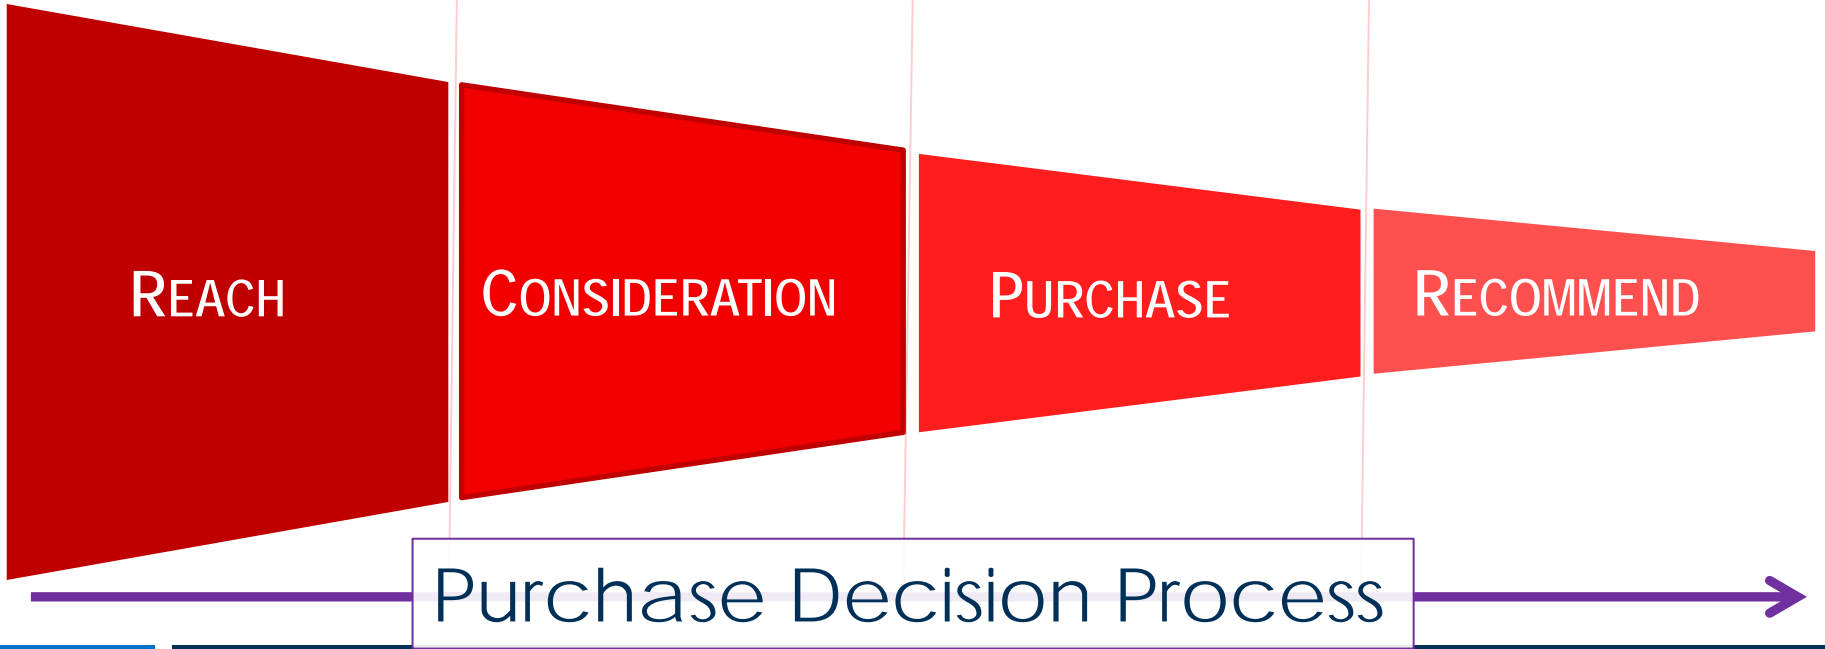 REACH
CONSIDERATION
PURCHASE
RECOMMEND
Purchase Decision Process